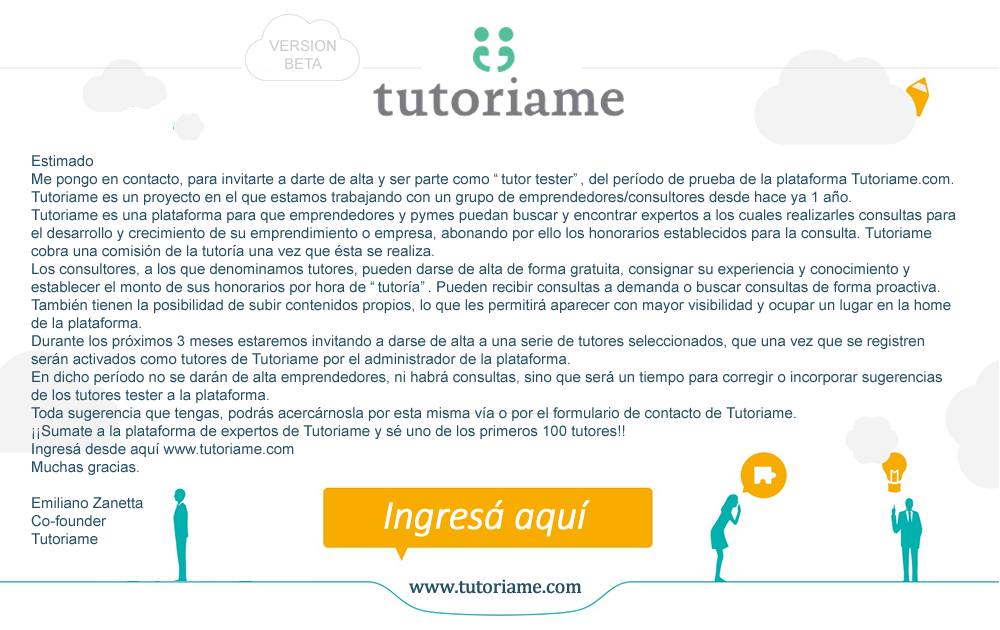 VERSION
BETA
tutoriame
Estimado
Me pongo en contacto, para invitarte a darte de alta y ser parte como “ tutor tester” , del período de prueba de la plataforma Tutoriame.com.
Tutoriame es un proyecto en el que estamos trabajando con un grupo de emprendedores/consultores desde hace ya 1 año.
Tutoriame es una plataforma para que emprendedores y pymes puedan buscar y encontrar expertos a los cuales realizarles consultas para
el desarrollo y crecimiento de su emprendimiento o empresa, abonando por ello los honorarios establecidos para la consulta. Tutoriame
cobra una comisión de la tutoría una vez que ésta se realiza.
Los consultores, a los que denominamos tutores, pueden darse de alta de forma gratuita, consignar su experiencia y conocimiento y
establecer el monto de sus honorarios por hora de “ tutoría” . Pueden recibir consultas a demanda o buscar consultas de forma proactiva.
También tienen la posibilidad de subir contenidos propios, lo que les permitirá aparecer con mayor visibilidad y ocupar un lugar en la home
de la plataforma.
Durante los próximos 3 meses estaremos invitando a darse de alta a una serie de tutores seleccionados, que una vez que se registren
serán activados como tutores de Tutoriame por el administrador de la plataforma.
En dicho período no se darán de alta emprendedores, ni habrá consultas, sino que será un tiempo para corregir o incorporar sugerencias
de los tutores tester a la plataforma.
Toda sugerencia que tengas, podrás acercárnosla por esta misma vía o por el formulario de contacto de Tutoriame.
¡¡Sumate a la plataforma de expertos de Tutoriame y sé uno de los primeros 100 tutores!!
Ingresá desde aquí www.tutoriame.com
Muchas gracias.
Emiliano Zanetta
Co-founder
Tutoriame
Ingresá aquí
www.tutoriame.com